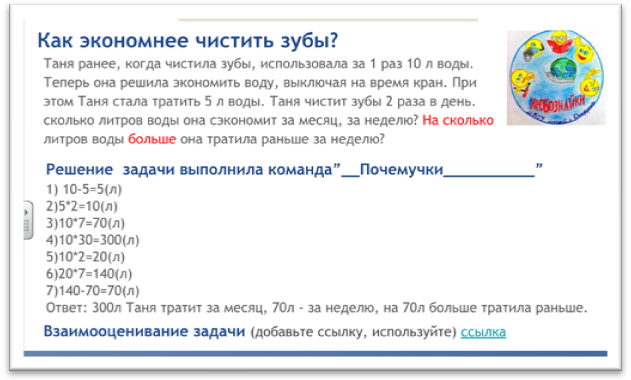 Как экономнее чистить зубы?
Таня ранее, когда чистила зубы, использовала за 1 раз 10 л воды.
Теперь она решила экономить воду, выключая на время кран. При
этом Таня стала тратить 5 л воды. Таня чистит зубы 2 раза в день.
сколько литров воды она сэкономит за месяц, за неделю? На сколько
литров воды больше она тратила раньше за неделю?
Решение задачи выполнила команда”__Почемучки___________”
1) 10-5=5(л)
2)5*2=10(л)
3)10*7=70(л)
4)10*30=300(л)
5)10*2=20(л)
6)20*7=140(л)
7)140-70=70(л)
Ответ: 300л Таня тратит за месяц, 70л - за неделю, на 70л больше тратила раньше.
Взаимооценивание задачи (добавьте ссылку, используйте) ссылка